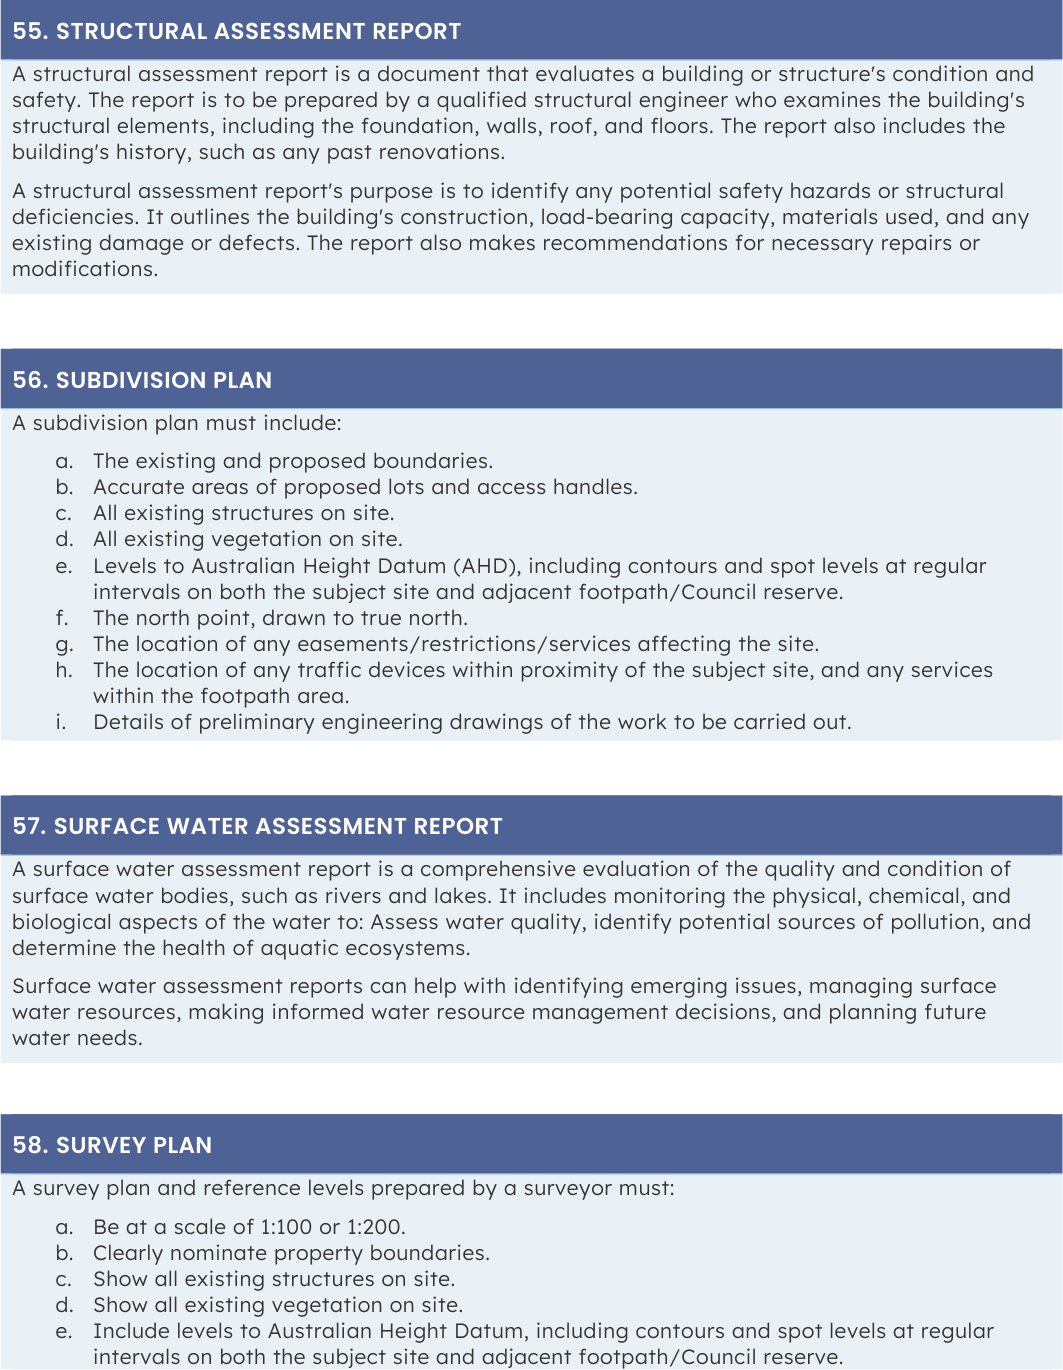 55. STRUCTURAL ASSESSMENT REPORT
A structural assessment report is a document that evaluates a building or structure's condition and
safety. The report is to be prepared by a qualified structural engineer who examines the building's
structural elements, including the foundation, walls, roof, and floors. The report also includes the
building's history, such as any past renovations.
A structural assessment report's purpose is to identify any potential safety hazards or structural
deficiencies. It outlines the building's construction, load-bearing capacity, materials used, and any
existing damage or defects. The report also makes recommendations for necessary repairs or
modifications.
56. SUBDIVISION PLAN
A subdivision plan must include:
a. The existing and proposed boundaries.
b. Accurate areas of proposed lots and access handles.
c. All existing structures on site.
d. All existing vegetation on site.
e. Levels to Australian Height Datum (AHD), including contours and spot levels at regular
intervals on both the subject site and adjacent footpath/Council reserve.
f. The north point, drawn to true north.
g. The location of any easements/restrictions/services affecting the site.
h. The location of any traffic devices within proximity of the subject site, and any services
within the footpath area.
i. Details of preliminary engineering drawings of the work to be carried out.
57. SURFACE WATER ASSESSMENT REPORT
A surface water assessment report is a comprehensive evaluation of the quality and condition of
surface water bodies, such as rivers and lakes. It includes monitoring the physical, chemical, and
biological aspects of the water to: Assess water quality, identify potential sources of pollution, and
determine the health of aquatic ecosystems.
Surface water assessment reports can help with identifying emerging issues, managing surface
water resources, making informed water resource management decisions, and planning future
water needs.
58. SURVEY PLAN
A survey plan and reference levels prepared by a surveyor must:
a. Be at a scale of 1:100 or 1:200.
b. Clearly nominate property boundaries.
c. Show all existing structures on site.
d. Show all existing vegetation on site.
e. Include levels to Australian Height Datum, including contours and spot levels at regular
intervals on both the subject site and adjacent footpath/Council reserve.